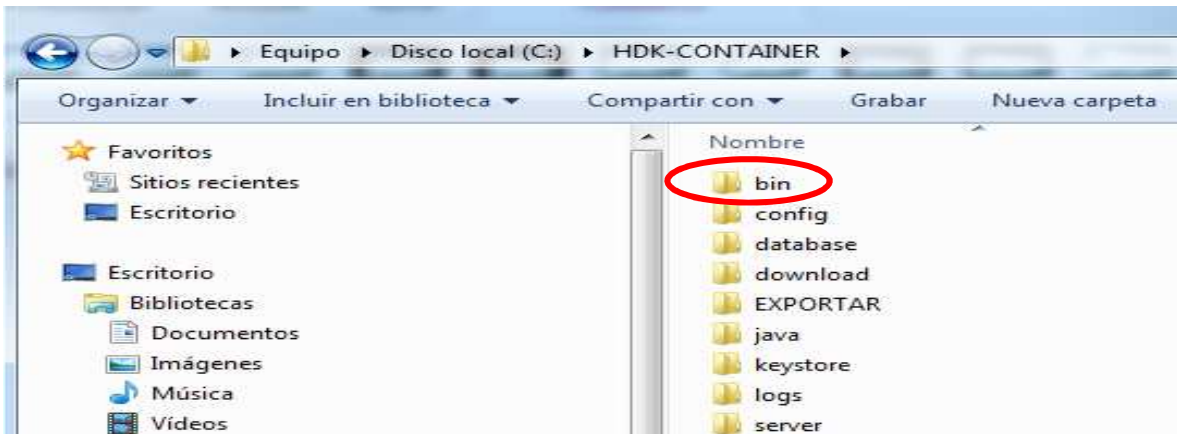 Equipo Disco local (C:) HDK-CONTAINER
Organizar Incluir en biblioteca Compartir con Grabar Nueva carpeta
Favoritos
Sitios recientes
Escritorio
Escritorio
Bibliotecas
Documentos
Imágenes
Música
Vídeos
Nombre
bin
config
database
download
EXPORTAR
java
keystore
logs
server